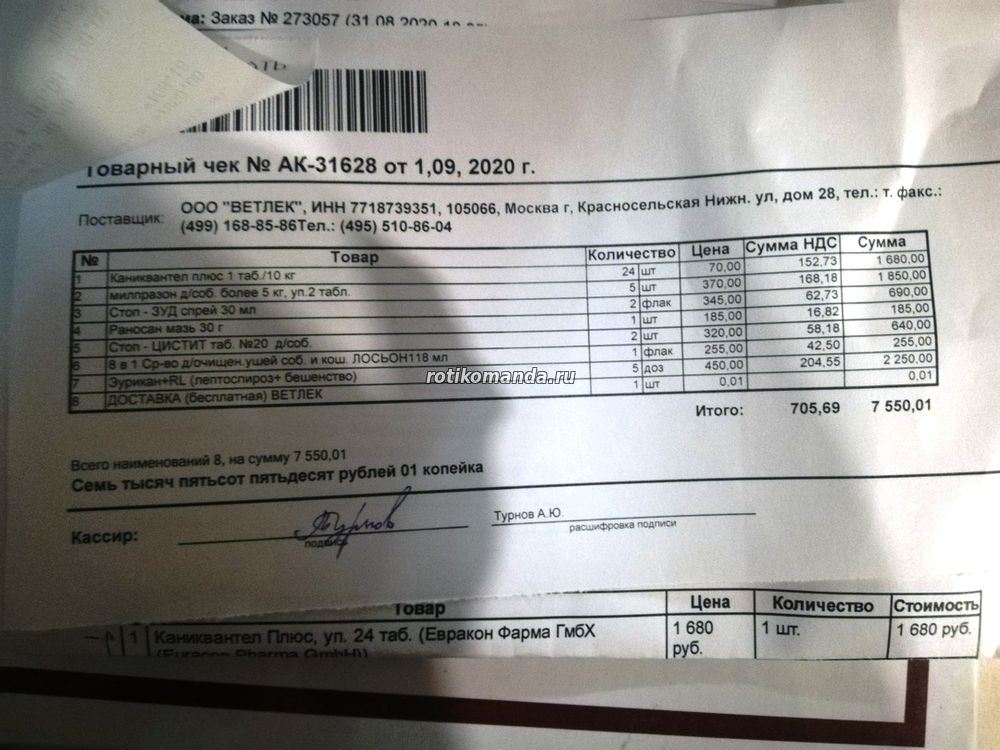 Заказ № 273057 (31.08.2020
Товарный чек № АК-31628 от 1,09, 2020 г.
Поставщик: ООО "ВЕТЛЕК", ИНН 7718739351, 105066, Москва г, Красносельская Нижн. ул, дом 28, тел.: т. факс.:
(499) 168-85-86Тел.: (495) 510-86-04
№ Товар Количество Цена Сумма НДС Сумма
1 Каниквантел плюс 1 таб./10 кг 24 шт 70,00 152,73 1 680,00
2 милпразон д/соб. более 5 кг, уп.2 табл. 5 шт 370,00 168,18 1 850,00
3 Стоп - ЗУД спрей 30 мл 2 флак 345,00 62,73 690,00
4 Раносан мазь 30 г 1 шт 185,00 16,82 185,00
5 Стоп - ЦИСТИТ таб. №20 д/соб. 2 шт 320,00 58,18 640,00
6 8 в 1 Ср-во д/очищен.ушей соб. и кош. ЛОСЬОН118 мл 1 флак 255,00 42,50 255,00
7 Эурикан+RL (лептоспироз+ бешенство) 5 доз 450,00 204,55 2 250,00
8 ДОСТАВКА (бесплатная) ВЕТЛЕК 1 шт 0,01 0,01
rotikomanda.ru
Итого: 705,69 7 550,01
Всего наименований 8, на сумму 7 550,01
Семь тысяч пятьсот пятьдесят рублей 01 копейка
Кассир: Турнов Турнов А.Ю.
подпись расшифровка подписи
Товар Цена Количество Стоимость
1 Каниквантел Плюс, уп. 24 таб. (Евракон Фарма ГмбХ 1 680 1 шт. 1 680 руб.
(Euracon Pharma GmbH)) руб.